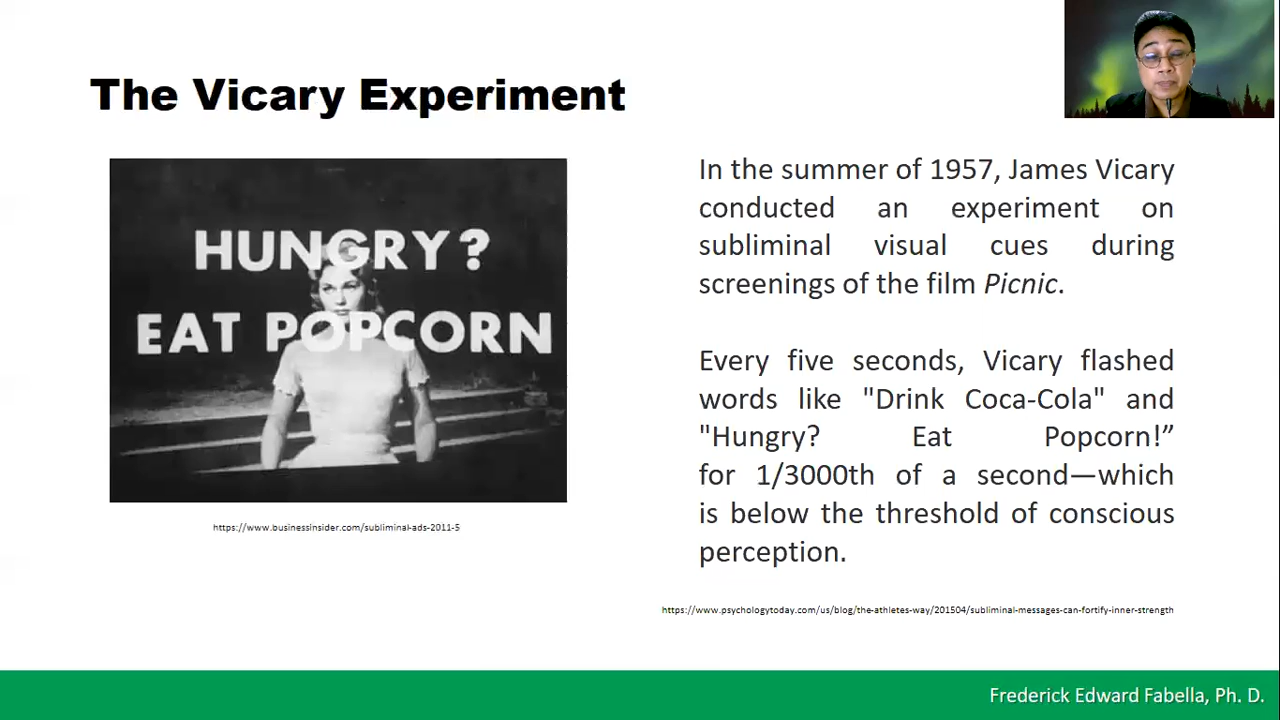 The Vicary Experiment
HUNGRY?
EAT POPCORN
https://www.businessinsider.com/subliminal-ads-2011-5
In the summer of 1957, James Vicary
conducted an experiment on
subliminal visual cues during
screenings of the film Picnic.
Every five seconds, Vicary flashed
words like "Drink Coca-Cola" and
"Hungry? Eat Popcorn!”
for 1/3000th of a second—which
is below the threshold of conscious
perception.
https://www.psychologytoday.com/us/blog/the-athletes-way/201504/subliminal-messages-can-fortify-inner-strength
Frederick Edward Fabella, Ph. D.